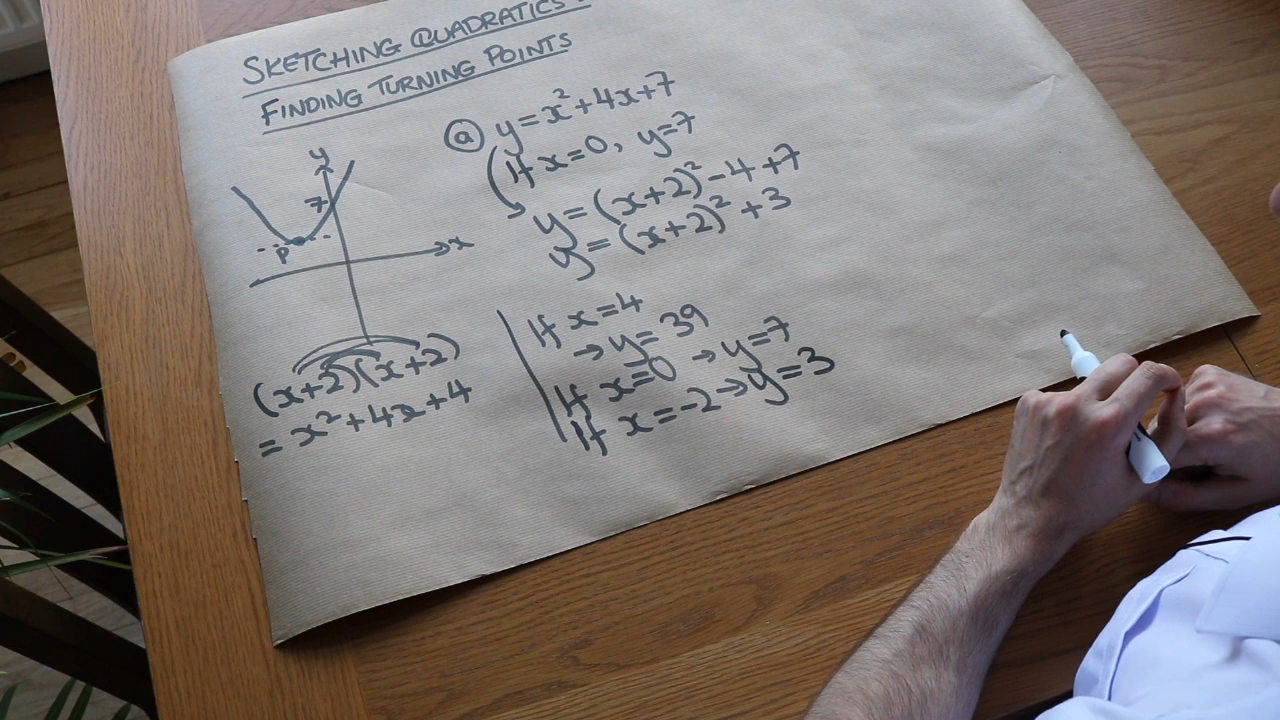 SKETCHING QUADRATICS:
FINDING TURNING POINTS
y
7
P
x
(x+2)(x+2)
= x²+4x+4
ⓐ y=x²+4x+7
If x=0, y=7
y=(x+2)²-4+7
y=(x+2)²+3
If x=4
→y=39
If x=0 →y=7
If x=-2→y=3